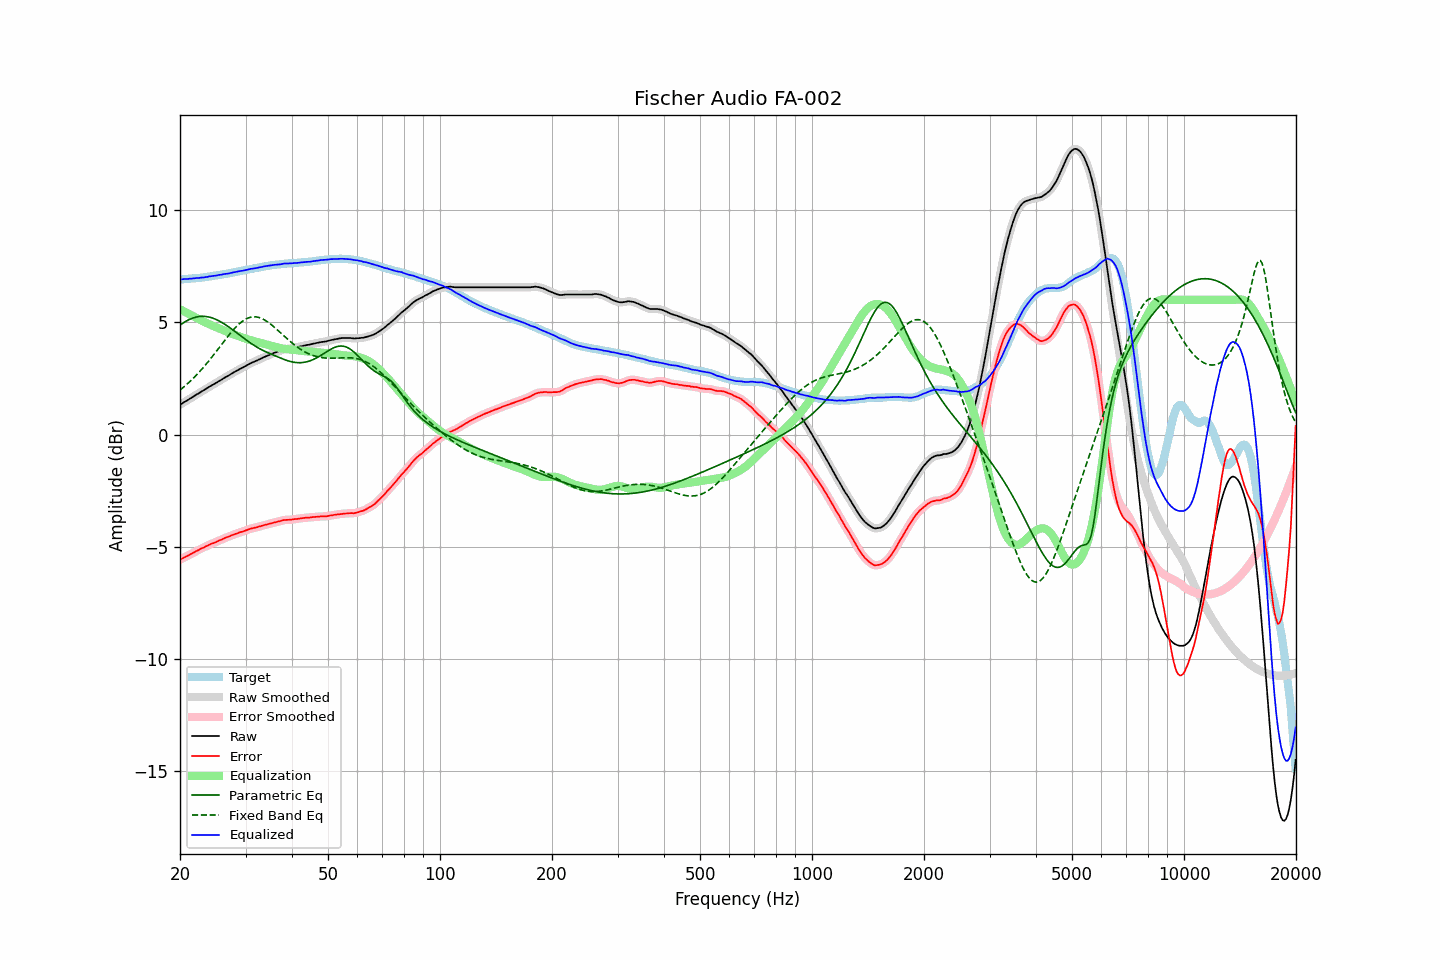 Fischer Audio FA-002
Amplitude (dBr)
10
5
0
−5
−10
−15
Target
Raw Smoothed
Error Smoothed
Raw
Error
Equalization
Parametric Eq
Fixed Band Eq
Equalized
20 50 100 200 500 1000 2000 5000 10000 20000
Frequency (Hz)